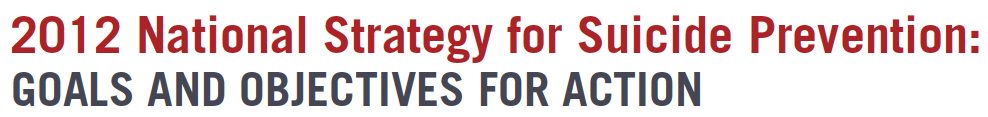 2012 National Strategy for Suicide Prevention:
GOALS AND OBJECTIVES FOR ACTION